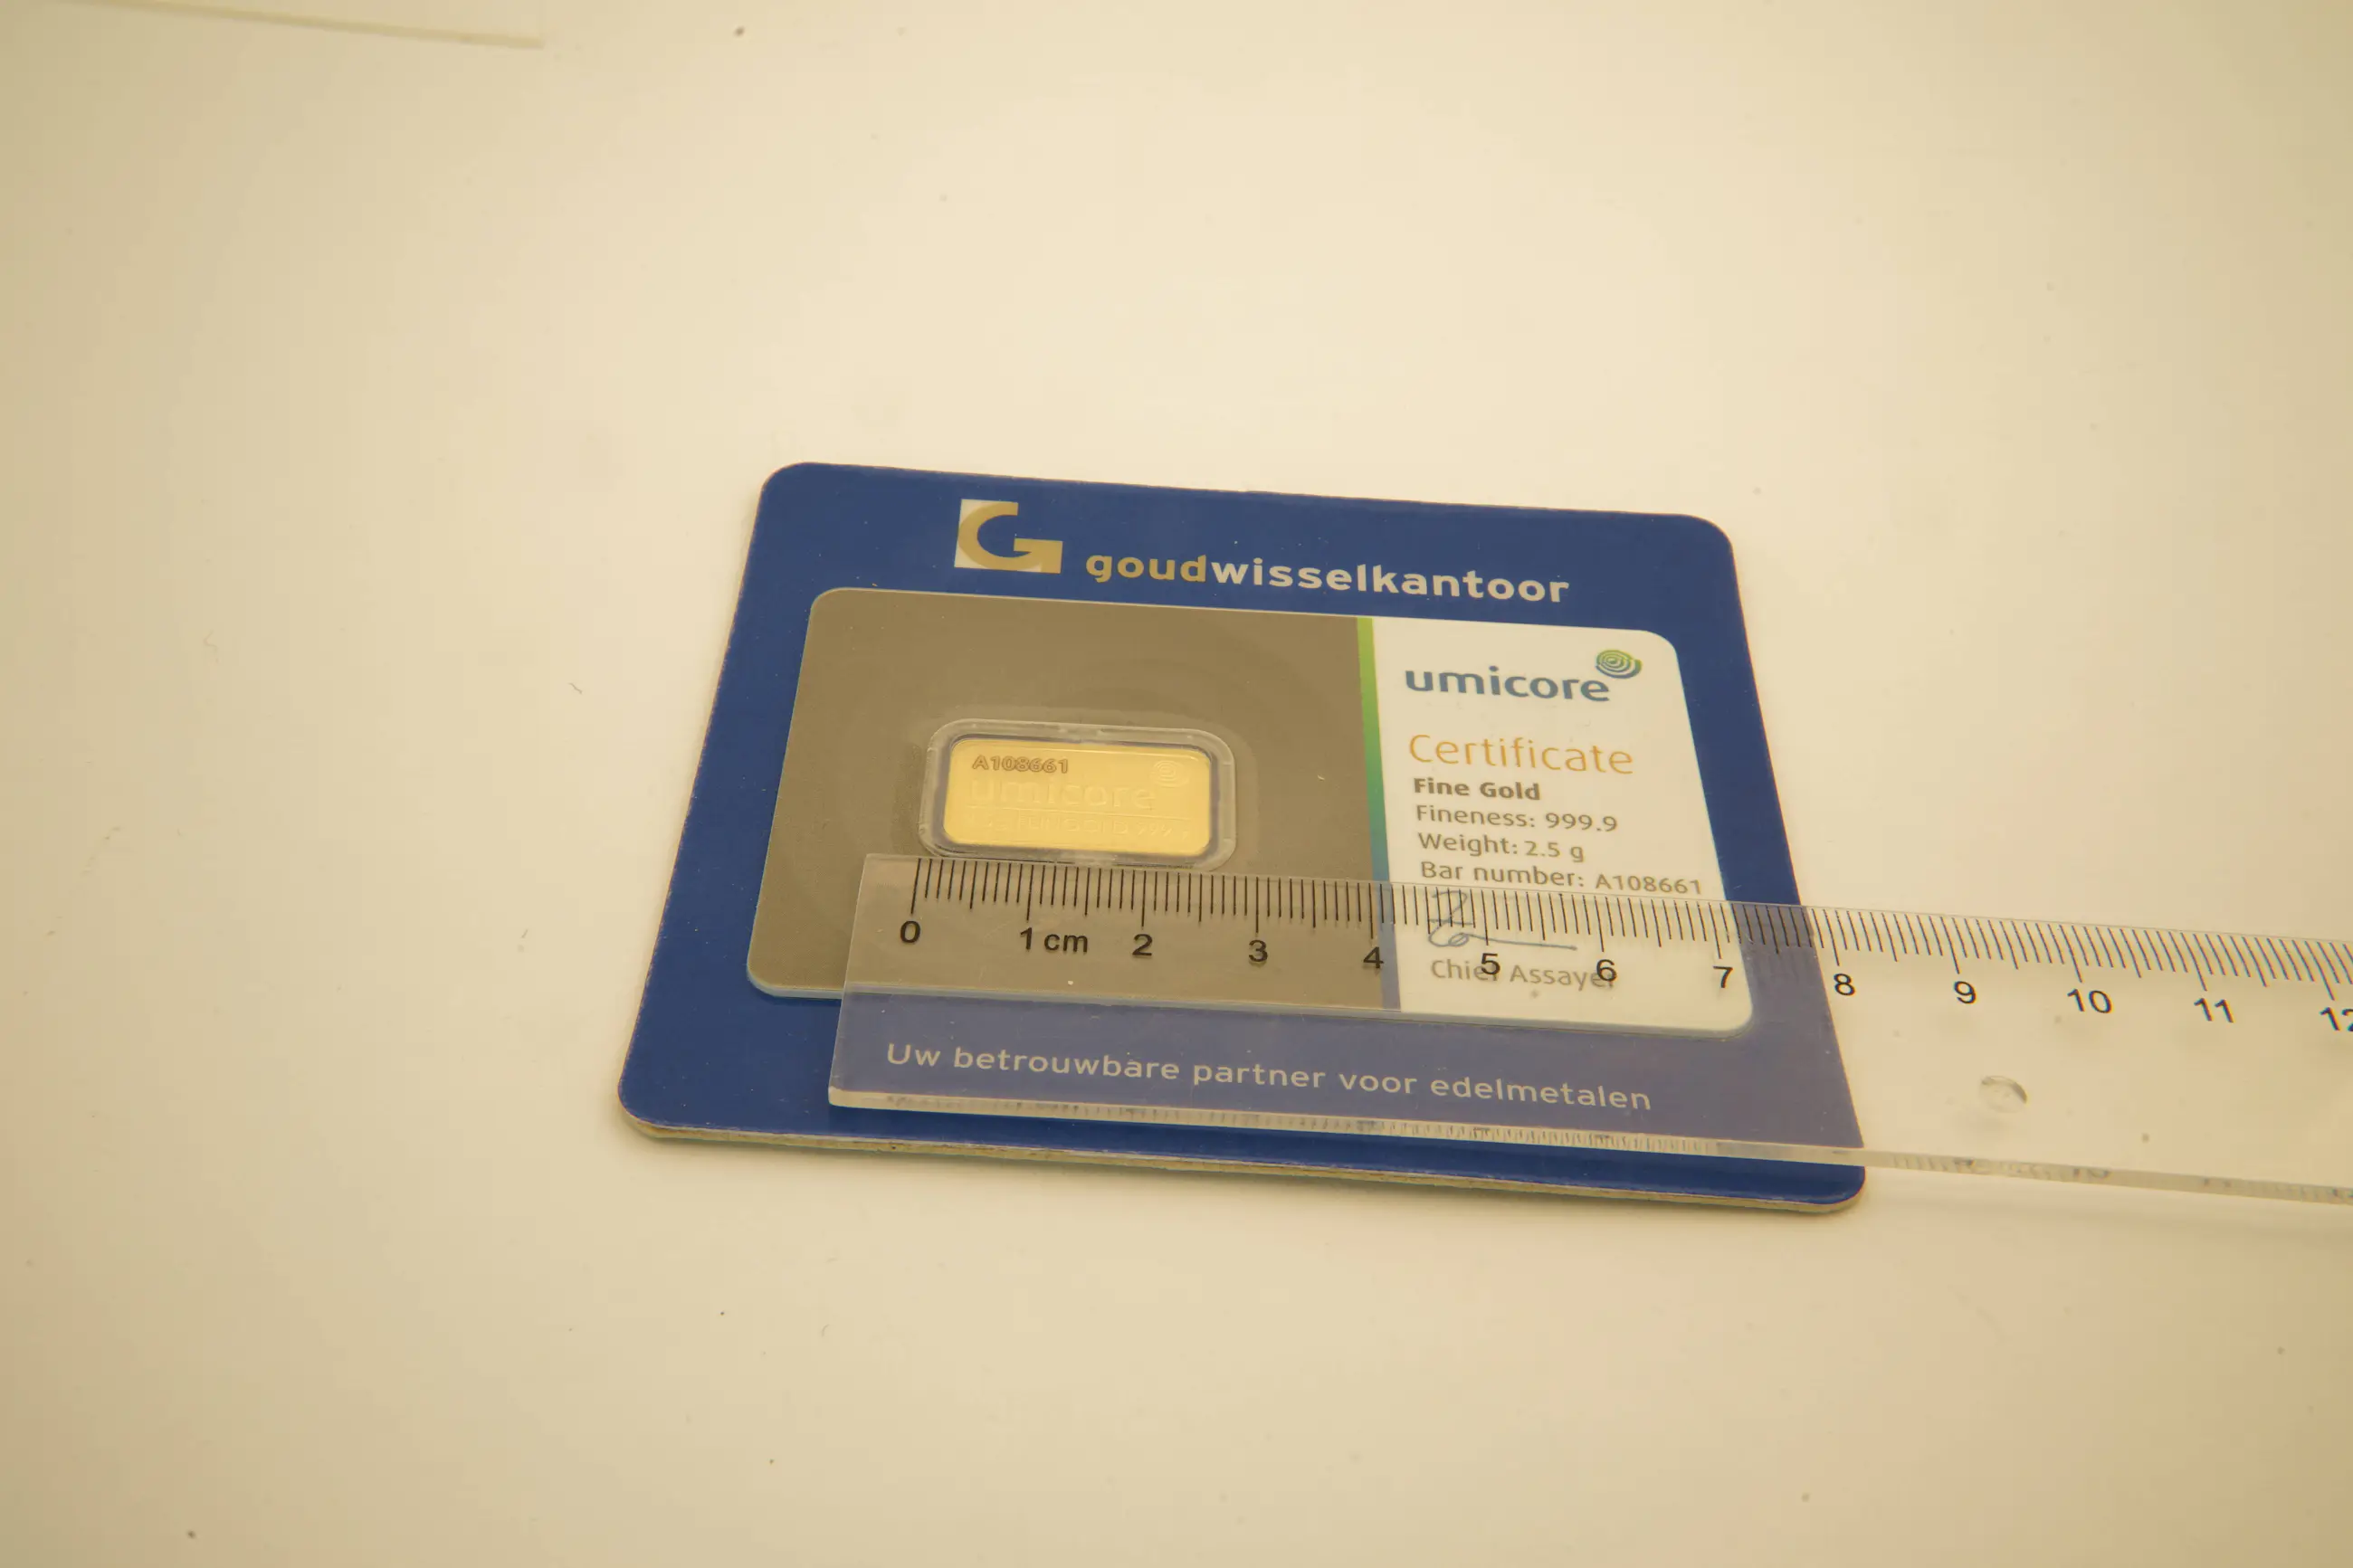 G goudwisselkantoor
umicore
Certificate
Fine Gold
Fineness: 999.9
Weight: 2.5 g
Bar number: A108661
Chief Assayer
A108661
umicore
0 1 cm 2 3 4 5 6 7 8 9 10 11 12
Uw betrouwbare partner voor edelmetalen